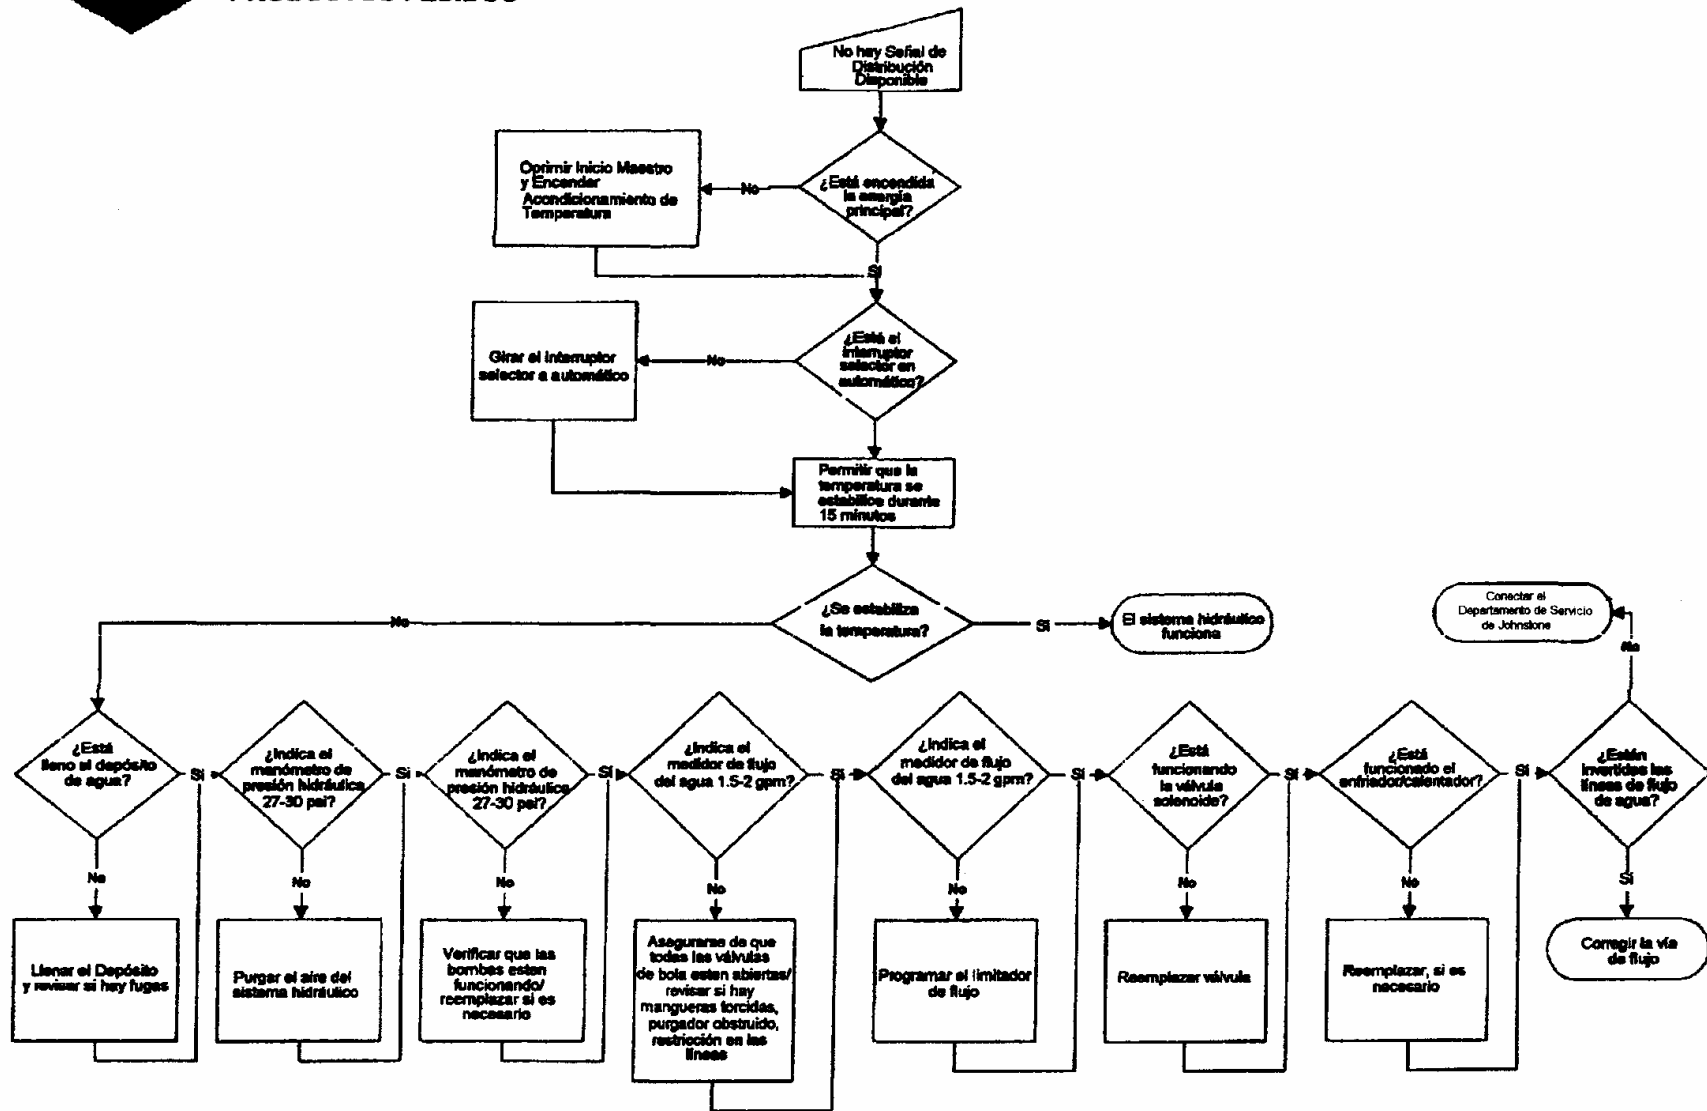 No hay Señal de
Distribución
Disponible
Oprimir Inicio Maestro
y Encender
Acondicionamiento de
Temperatura
No
¿Está encendida
la energía
principal?
Sí
Girar el interruptor
selector a automático
No
¿Está el
interruptor
selector en
automático?
Permitir que la
temperatura se
estabilice durante
15 minutos
No
¿Se estabiliza
la temperatura?
Sí
El sistema hidráulico
funciona
Conectar el
Departamento de Servicio
de Johnstone
No
¿Está
lleno el depósito
de agua?
Sí
¿Indica el
manómetro de
presión hidráulica
27-30 psi?
Sí
¿Indica el
manómetro de
presión hidráulica
27-30 psi?
Sí
¿Indica el
medidor de flujo
del agua 1.5-2 gpm?
Sí
¿Indica el
medidor de flujo
del agua 1.5-2 gpm?
Sí
¿Está
funcionando
la válvula
solenoide?
Sí
¿Está
funcionado el
enfriador/calentador?
Sí
¿Están
invertidas las
líneas de flujo
de agua?
No
No
No
No
No
No
No
Sí
Llenar el Depósito
y revisar si hay fugas
Purgar el aire del
sistema hidráulico
Verificar que las
bombas esten
funcionando/
reemplazar si es
necesario
Asegurarse de que
todas las válvulas
de bola esten abiertas/
revisar si hay
mangueras torcidas,
purgador obstruido,
restricción en las
líneas
Programar el limitador
de flujo
Reemplazar válvula
Reemplazar, si es
necesario
Corregir la vía
de flujo